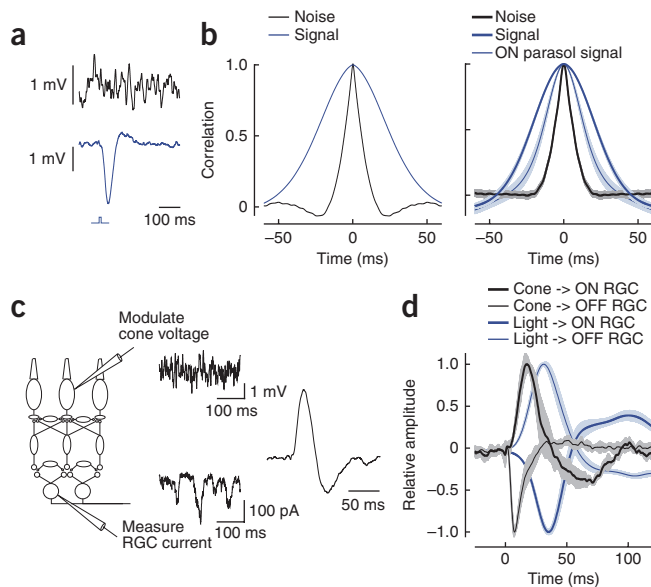 a
1 mV
1 mV
100 ms
b
Noise
Signal
Correlation
1.0
0.5
0
–50
0
50
Time (ms)
Noise
Signal
ON parasol signal
–50
0
50
Time (ms)
c
Modulate
cone voltage
1 mV
100 ms
100 pA
100 ms
50 ms
Measure
RGC current
d
Cone -> ON RGC
Cone -> OFF RGC
Light -> ON RGC
Light -> OFF RGC
Relative amplitude
1.0
0.5
0
–0.5
–1.0
0
50
100
Time (ms)